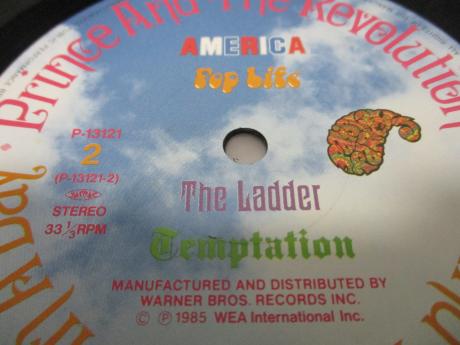 Prince And The Revolution
AMERICA
Pop Life
P-13121
2
(P-13121-2)
STEREO
33 1/3 RPM
The Ladder
Temptation
MANUFACTURED AND DISTRIBUTED BY
WARNER BROS. RECORDS INC.
© ℗ 1985 WEA International Inc.
Day